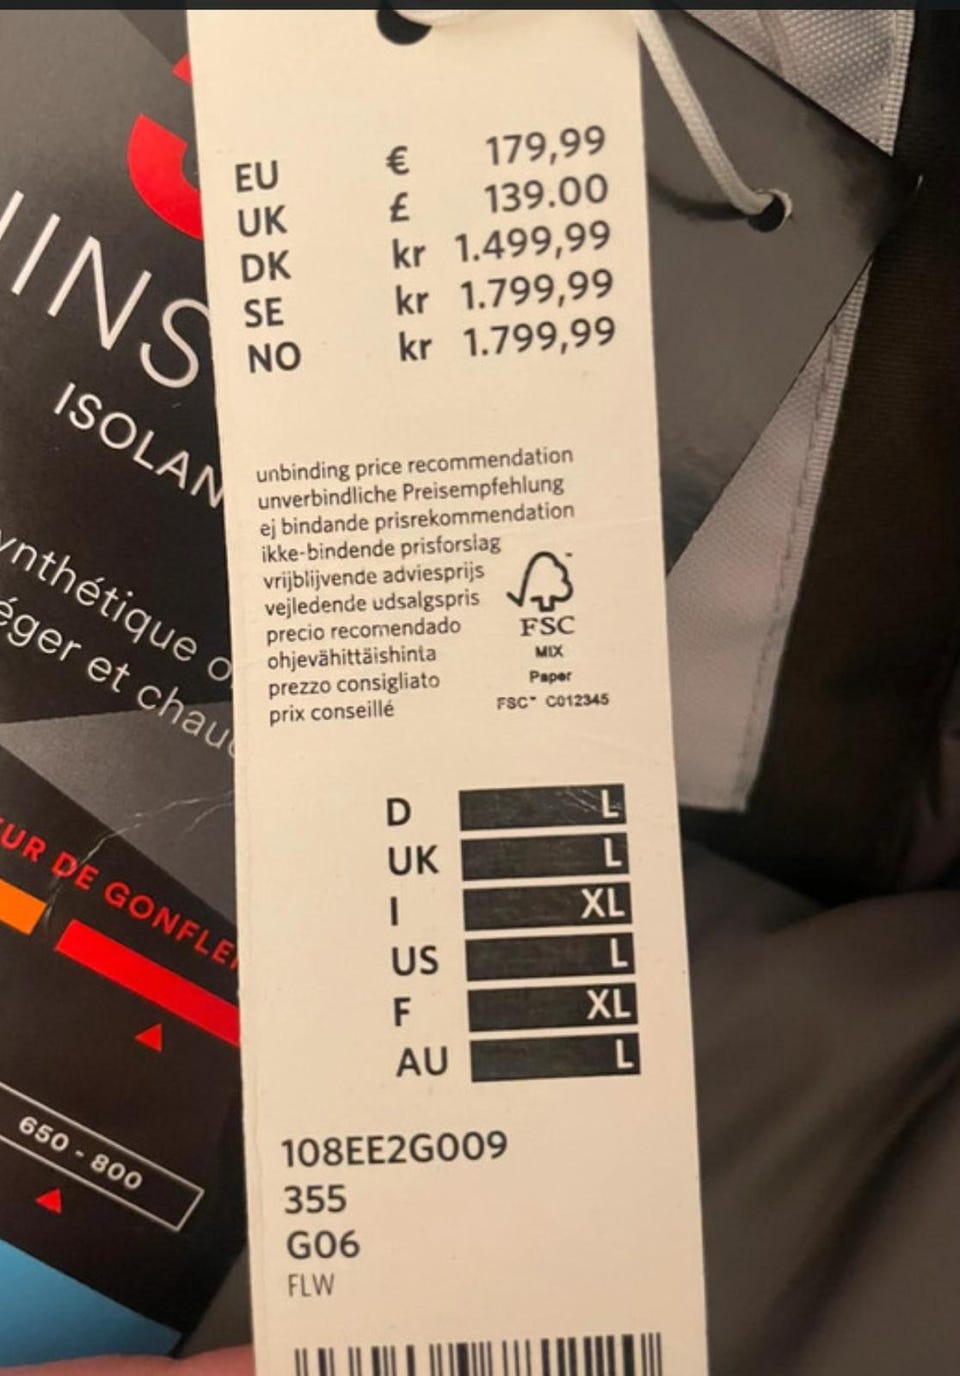 EU € 179,99
UK £ 139.00
DK kr 1.499,99
SE kr 1.799,99
NO kr 1.799,99
unbinding price recommendation
unverbindliche Preisempfehlung
ej bindande prisrekommendation
ikke-bindende prisforslag
vrijblijvende adviesprijs
vejledende udsalgspris
precio recomendado
ohjevähittäishinta
prezzo consigliato
prix conseillé
FSC
MIX
Paper
FSC™ C012345
D L
UK L
I XL
US L
F XL
AU L
108EE2G009
355
G06
FLW
INS
ISOLAN
ynthétique o
éger et chau
UR DE GONFLE
650 - 800